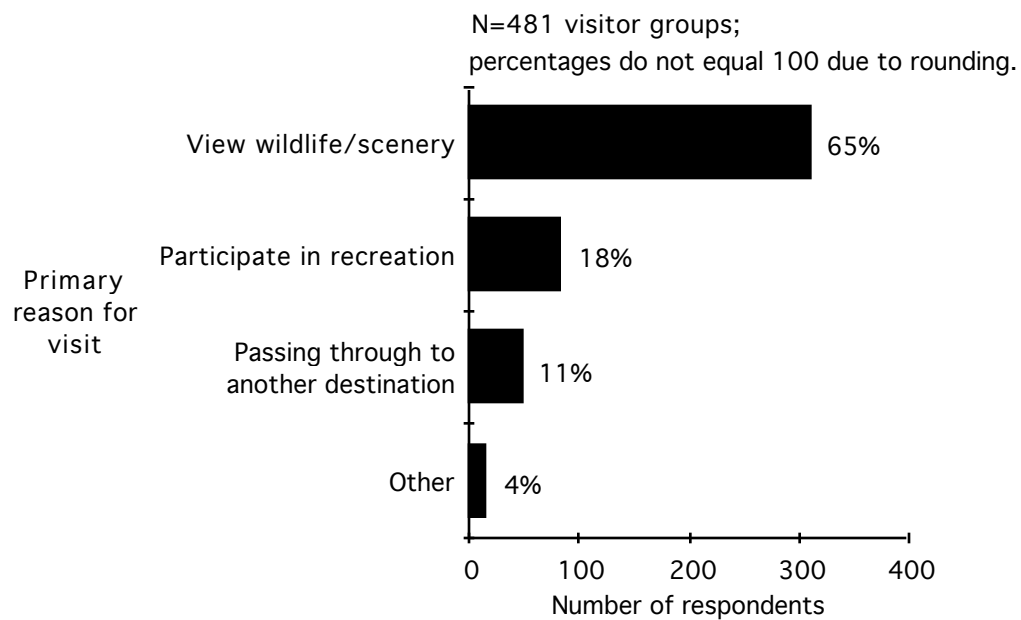 N=481 visitor groups;
percentages do not equal 100 due to rounding.
View wildlife/scenery
65%
Participate in recreation
18%
Primary
reason for
visit
Passing through to
another destination
11%
Other
4%
0 100 200 300 400
Number of respondents